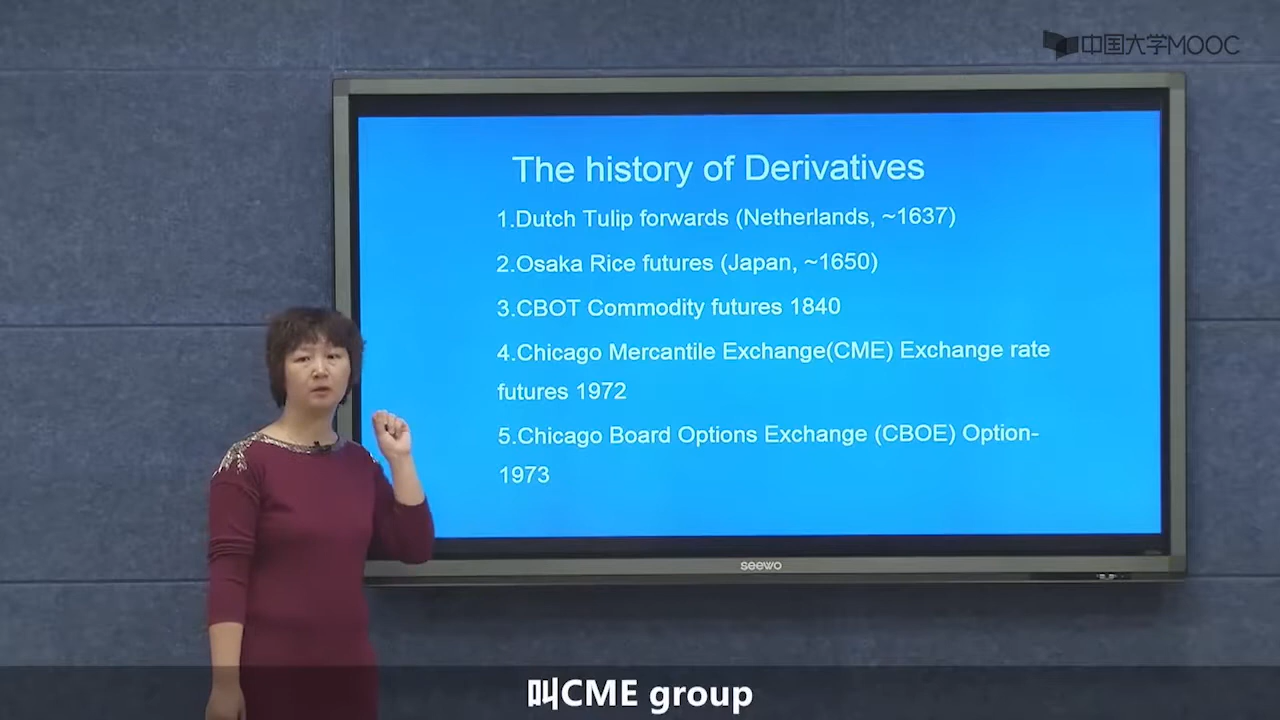 中国大学MOOC
The history of Derivatives
1.Dutch Tulip forwards (Netherlands, ~1637)
2.Osaka Rice futures (Japan, ~1650)
3.CBOT Commodity futures 1840
4.Chicago Mercantile Exchange(CME) Exchange rate
futures 1972
5.Chicago Board Options Exchange (CBOE) Option-
1973
seewo
叫CME group